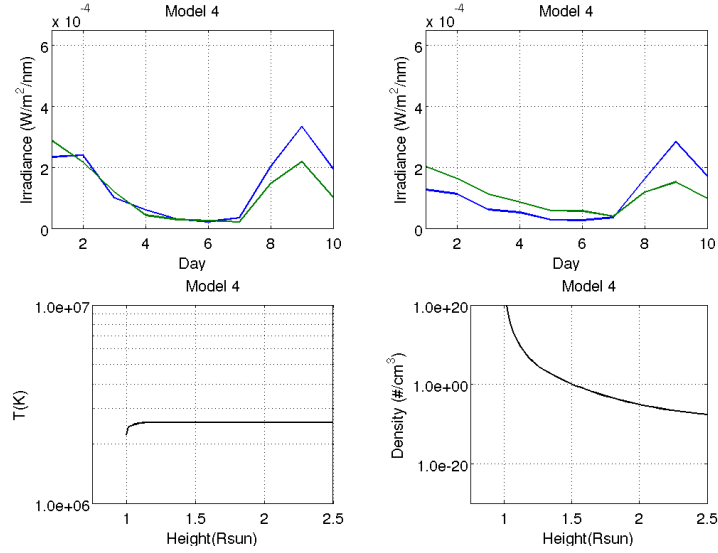 x 10^-4
Model 4
6
4
2
0
Irradiance (W/m^2/nm)
2 4 6 8 10
Day
x 10^-4
Model 4
6
4
2
0
Irradiance (W/m^2/nm)
2 4 6 8 10
Day
Model 4
1.0e+07
1.0e+06
T(K)
1 1.5 2 2.5
Height(Rsun)
Model 4
1.0e+20
1.0e+00
1.0e-20
Density (#/cm^3)
1 1.5 2 2.5
Height(Rsun)